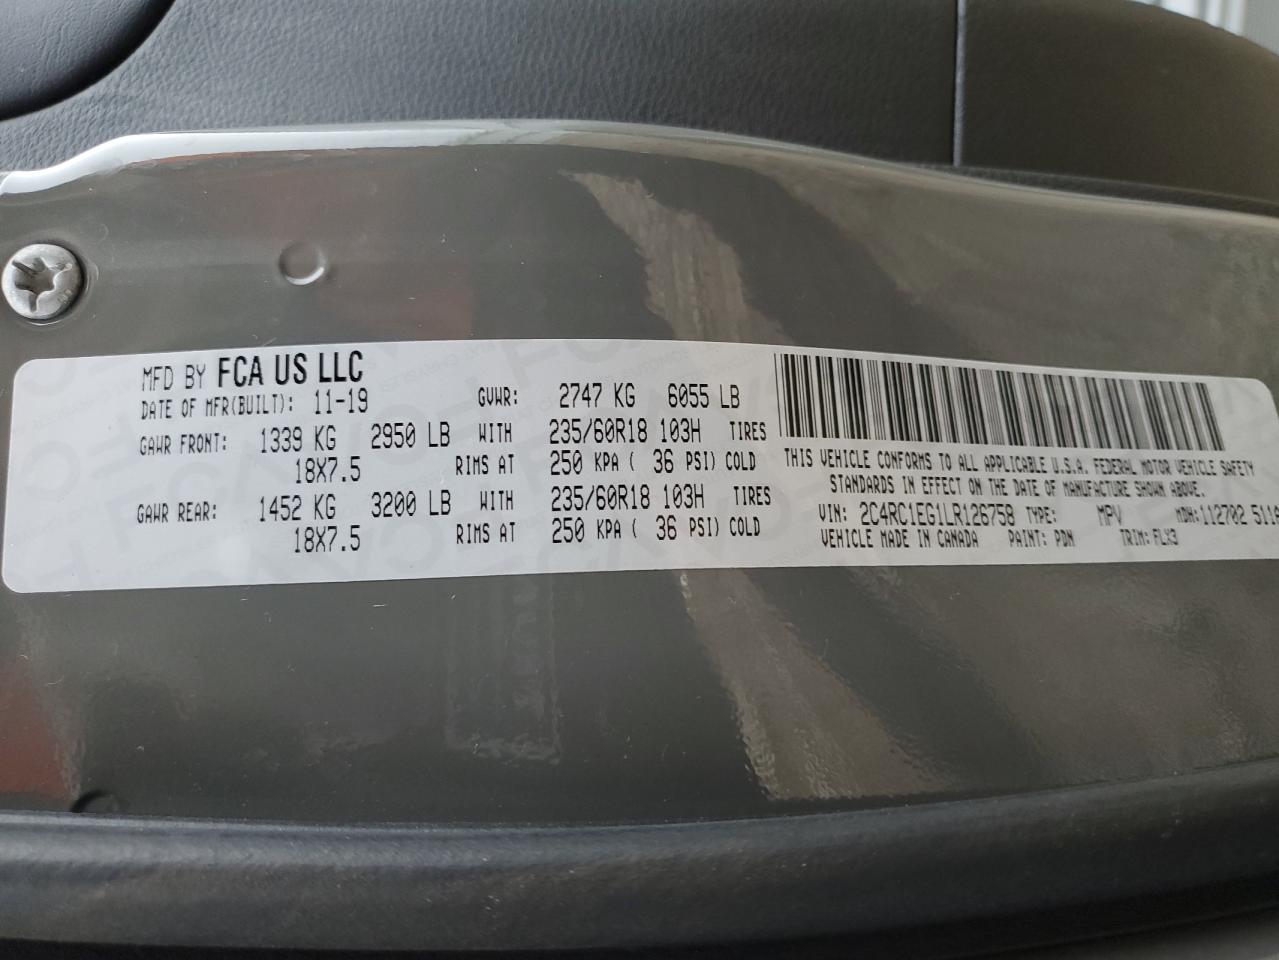 MFD BY FCA US LLC
DATE OF MFR(BUILT): 11-19 GVWR: 2747 KG 6055 LB
GAWR FRONT: 1339 KG 2950 LB WITH 235/60R18 103H TIRES
18X7.5 RIMS AT 250 KPA ( 36 PSI) COLD
GAWR REAR: 1452 KG 3200 LB WITH 235/60R18 103H TIRES
18X7.5 RIMS AT 250 KPA ( 36 PSI) COLD
THIS VEHICLE CONFORMS TO ALL APPLICABLE U.S.A. FEDERAL MOTOR VEHICLE SAFETY
STANDARDS IN EFFECT ON THE DATE OF MANUFACTURE SHOWN ABOVE.
VIN: 2C4RC1EG1LR126758 TYPE: MPV MDH:112702 511A
VEHICLE MADE IN CANADA PAINT: PDN TRIM: FLX3